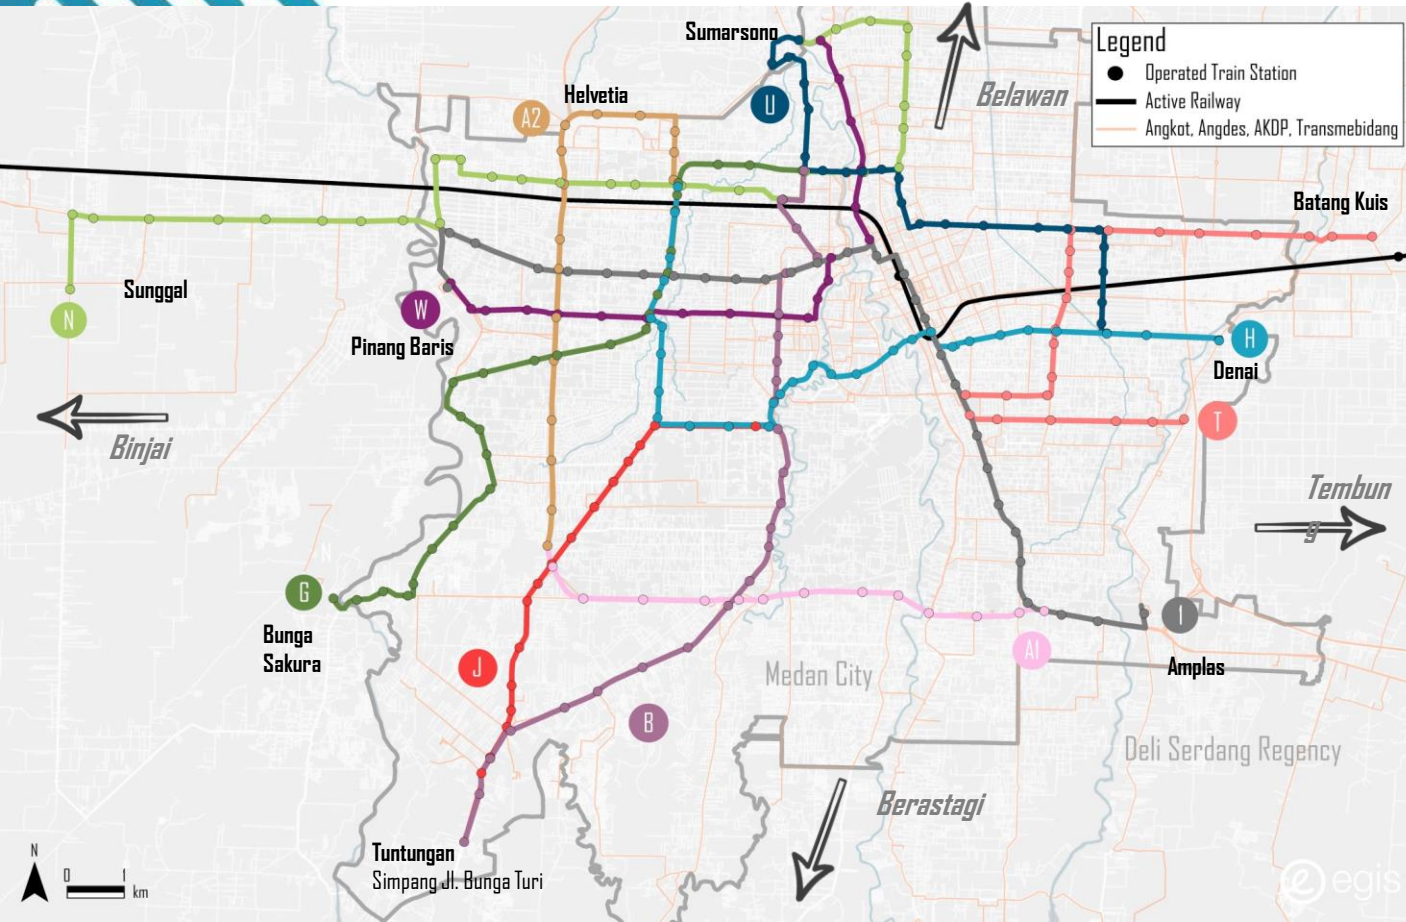 Sumarsono
Legend
Operated Train Station
Active Railway
Angkot, Angdes, AKDP, Transmebidang
Helvetia
A2
U
Belawan
Batang Kuis
Sunggal
N
W
Pinang Baris
H
Denai
T
Binjai
Tembun
g
N
G
Bunga
Sakura
1
A1
Amplas
J
Medan City
B
Deli Serdang Regency
Berastagi
Tuntungan
Simpang Jl. Bunga Turi
N
0 1
km
e egis